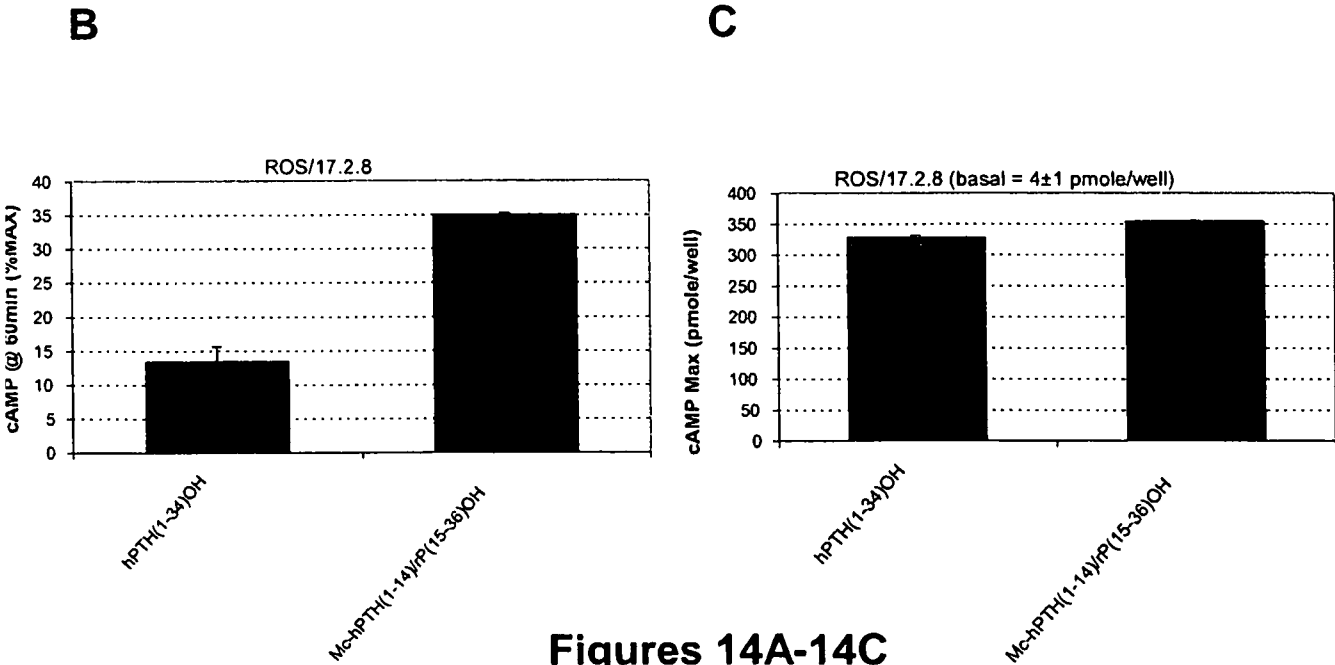 B
C
ROS/17.2.8
cAMP @ 60min (%MAX)
40
35
30
25
20
15
10
5
0
hPTH(1-34)OH
Mc-hPTH(1-14)/rP(15-36)OH
ROS/17.2.8 (basal = 4±1 pmole/well)
cAMP Max (pmole/well)
400
350
300
250
200
150
100
50
0
hPTH(1-34)OH
Mc-hPTH(1-14)/rP(15-36)OH
Figures 14A-14C